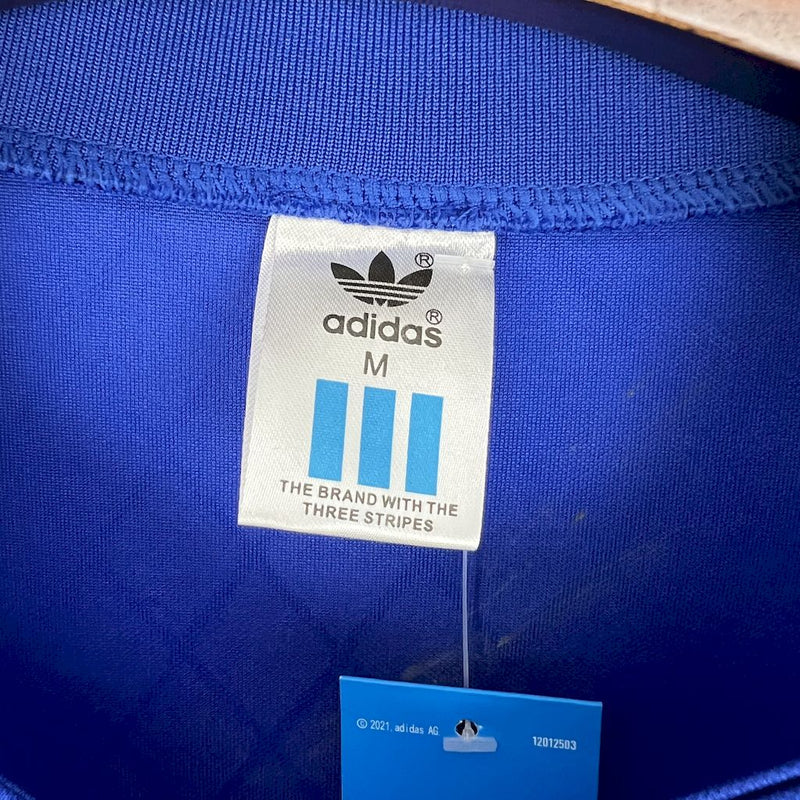 ®
adidas®
M
THE BRAND WITH THE
THREE STRIPES
© 2021, adidas AG
12012503